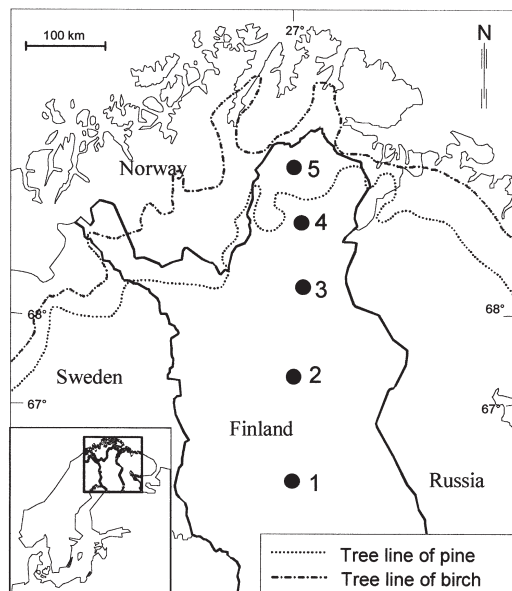 27°
100 km
N
Norway
5
4
3
68°
68°
Sweden
2
67°
67°
Finland
1
Russia
Tree line of pine
Tree line of birch